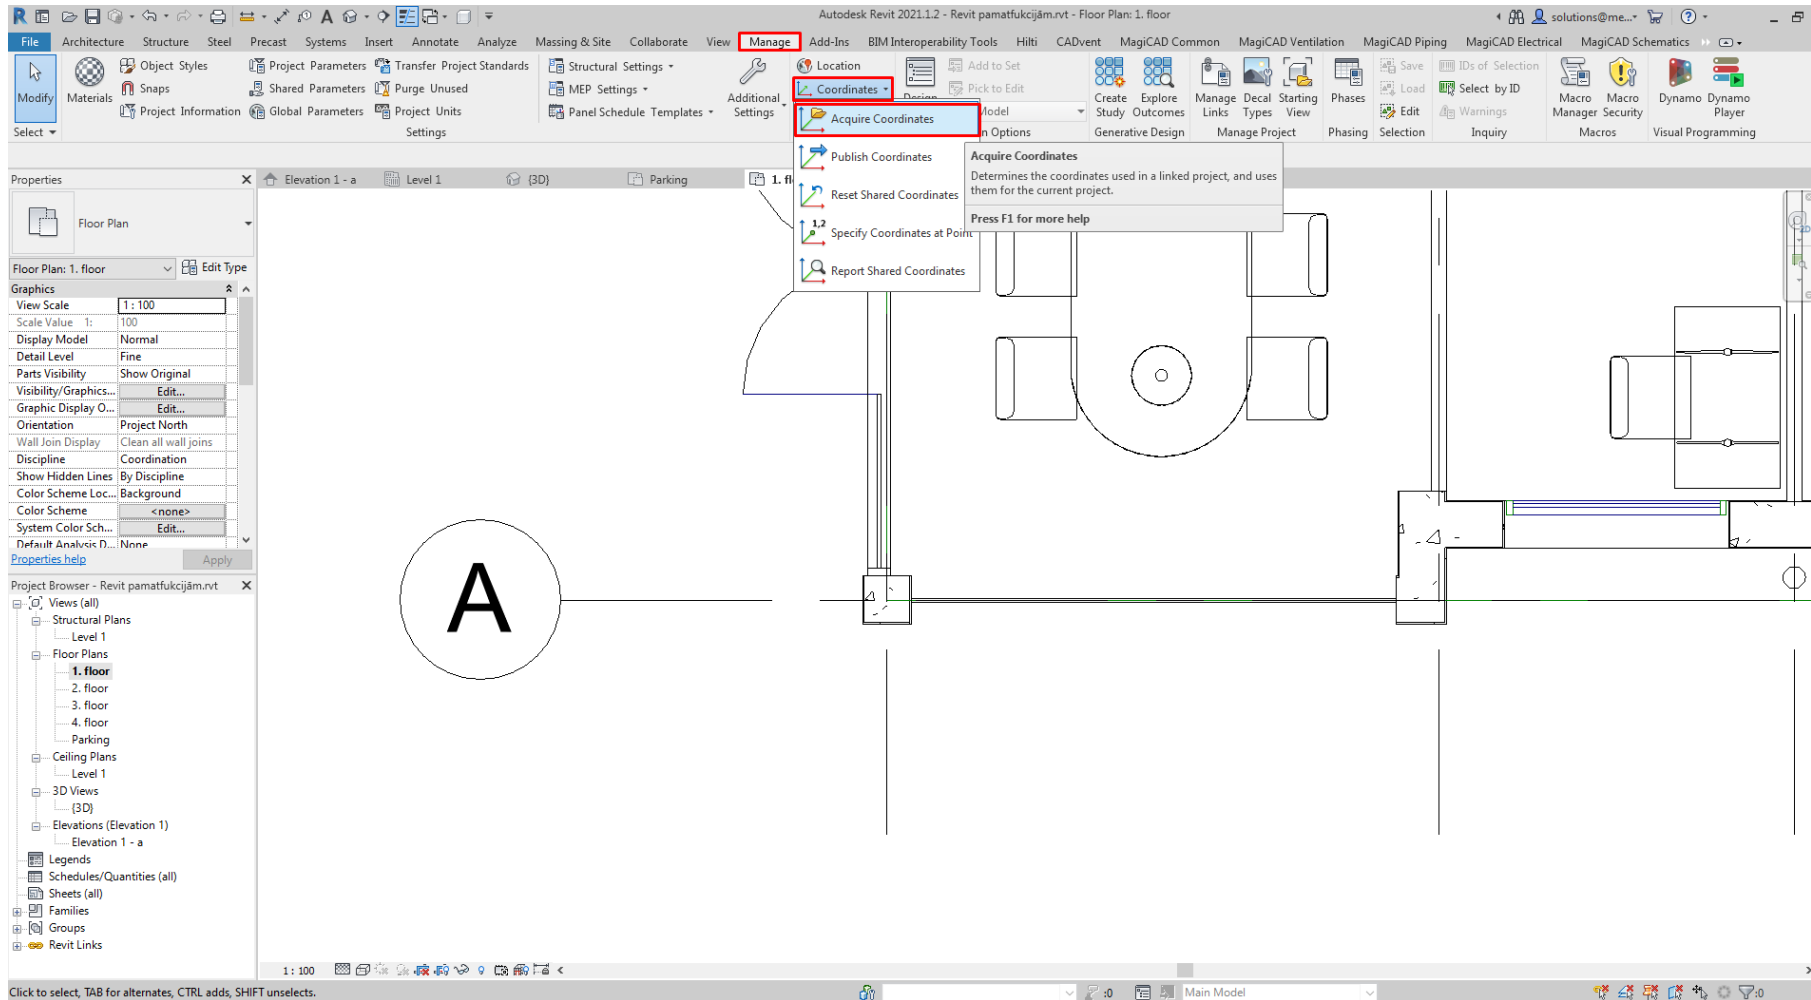 Autodesk Revit 2021.1.2 - Revit pamatfukcijām.rvt - Floor Plan: 1. floor
solutions@me...
File Architecture Structure Steel Precast Systems Insert Annotate Analyze Massing & Site Collaborate View Manage Add-Ins BIM Interoperability Tools Hilti CADvent MagiCAD Common MagiCAD Ventilation MagiCAD Piping MagiCAD Electrical MagiCAD Schematics
Modify
Select
Materials
Object Styles
Snaps
Project Information
Project Parameters
Shared Parameters
Global Parameters
Transfer Project Standards
Purge Unused
Project Units
Structural Settings
MEP Settings
Panel Schedule Templates
Settings
Additional
Settings
Location
Coordinates
Add to Set
Pick to Edit
Model
n Options
Create
Study
Explore
Outcomes
Generative Design
Manage
Links
Decal
Types
Starting
View
Manage Project
Phases
Phasing
Save
Load
Edit
Selection
IDs of Selection
Select by ID
Warnings
Inquiry
Macro
Manager
Macro
Security
Macros
Dynamo
Dynamo
Player
Visual Programming
Acquire Coordinates
Publish Coordinates
Reset Shared Coordinates
1,2
Specify Coordinates at Point
Report Shared Coordinates
Acquire Coordinates
Determines the coordinates used in a linked project, and uses
them for the current project.
Press F1 for more help
Elevation 1 - a
Level 1
{3D}
Parking
1. fl
Properties
Floor Plan
Floor Plan: 1. floor
Edit Type
Graphics
View Scale 1 : 100
Scale Value 1: 100
Display Model Normal
Detail Level Fine
Parts Visibility Show Original
Visibility/Graphics... Edit...
Graphic Display O... Edit...
Orientation Project North
Wall Join Display Clean all wall joins
Discipline Coordination
Show Hidden Lines By Discipline
Color Scheme Loc... Background
Color Scheme <none>
System Color Sch... Edit...
Default Analysis D... None
Properties help
Apply
Project Browser - Revit pamatfukcijām.rvt
Views (all)
Structural Plans
Level 1
Floor Plans
1. floor
2. floor
3. floor
4. floor
Parking
Ceiling Plans
Level 1
3D Views
{3D}
Elevations (Elevation 1)
Elevation 1 - a
Legends
Schedules/Quantities (all)
Sheets (all)
Families
Groups
Revit Links
A
2D
1 : 100
Click to select, TAB for alternates, CTRL adds, SHIFT unselects.
:0
Main Model
:0